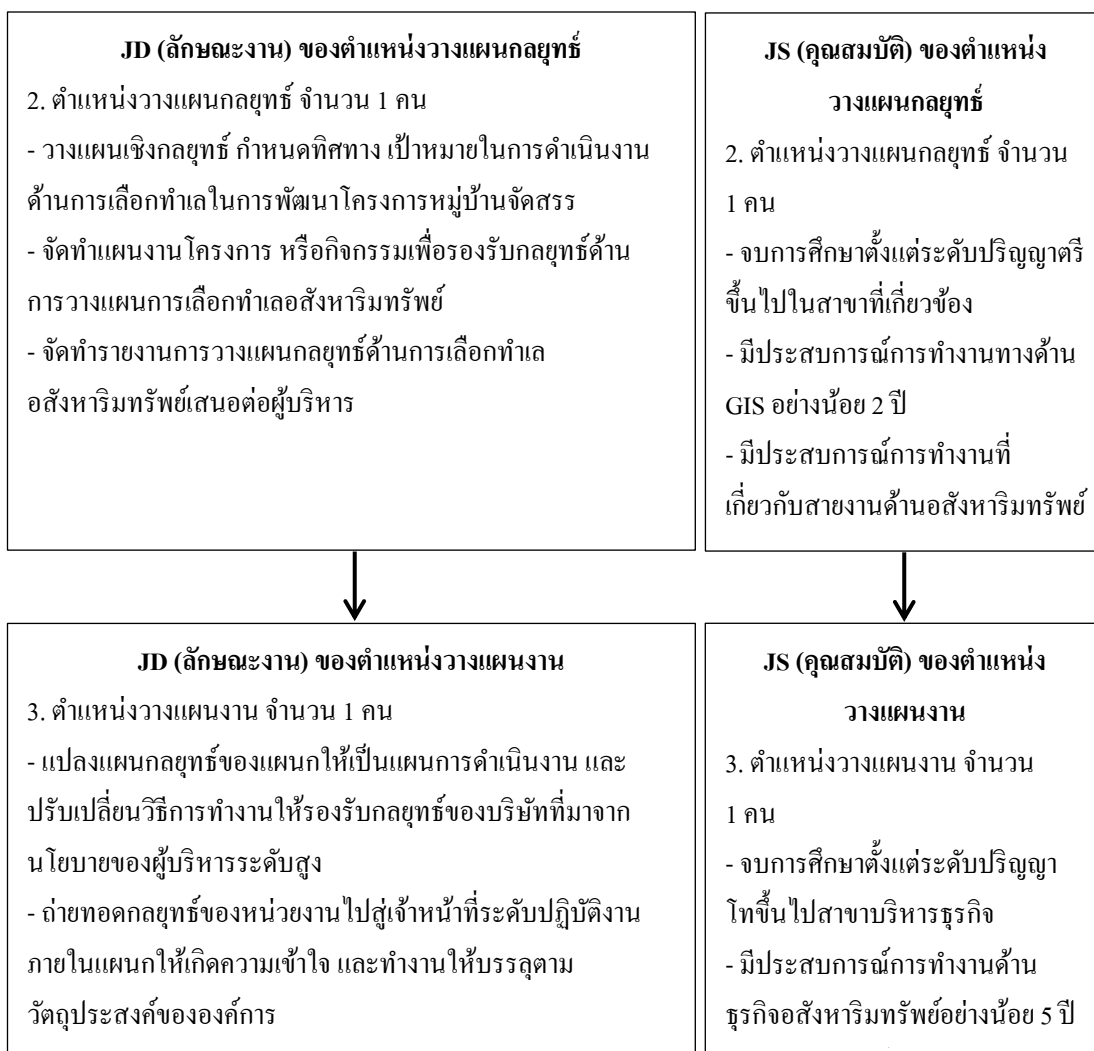 JD (ลักษณะงาน) ของตำแหน่งวางแผนกลยุทธ์
2. ตำแหน่งวางแผนกลยุทธ์ จำนวน 1 คน
- วางแผนเชิงกลยุทธ์ กำหนดทิศทาง เป้าหมายในการดำเนินงาน
ด้านการเลือกทำเลในการพัฒนาโครงการหมู่บ้านจัดสรร
- จัดทำแผนงานโครงการ หรือกิจกรรมเพื่อรองรับกลยุทธ์ด้าน
การวางแผนการเลือกทำเลอสังหาริมทรัพย์
- จัดทำรายงานการวางแผนกลยุทธ์ด้านการเลือกทำเล
อสังหาริมทรัพย์เสนอต่อผู้บริหาร
JS (คุณสมบัติ) ของตำแหน่ง
วางแผนกลยุทธ์
2. ตำแหน่งวางแผนกลยุทธ์ จำนวน
1 คน
- จบการศึกษาตั้งแต่ระดับปริญญาตรี
ขึ้นไปในสาขาที่เกี่ยวข้อง
- มีประสบการณ์การทำงานทางด้าน
GIS อย่างน้อย 2 ปี
- มีประสบการณ์การทำงานที่
เกี่ยวกับสายงานด้านอสังหาริมทรัพย์
JD (ลักษณะงาน) ของตำแหน่งวางแผนงาน
3. ตำแหน่งวางแผนงาน จำนวน 1 คน
- แปลงแผนกลยุทธ์ของแผนกให้เป็นแผนการดำเนินงาน และ
ปรับเปลี่ยนวิธีการทำงานให้รองรับกลยุทธ์ของบริษัทที่มาจาก
นโยบายของผู้บริหารระดับสูง
- ถ่ายทอดกลยุทธ์ของหน่วยงานไปสู่เจ้าหน้าที่ระดับปฏิบัติงาน
ภายในแผนกให้เกิดความเข้าใจ และทำงานให้บรรลุตาม
วัตถุประสงค์ขององค์การ
JS (คุณสมบัติ) ของตำแหน่ง
วางแผนงาน
3. ตำแหน่งวางแผนงาน จำนวน
1 คน
- จบการศึกษาตั้งแต่ระดับปริญญา
โทขึ้นไปสาขาบริหารธุรกิจ
- มีประสบการณ์การทำงานด้าน
ธุรกิจอสังหาริมทรัพย์อย่างน้อย 5 ปี